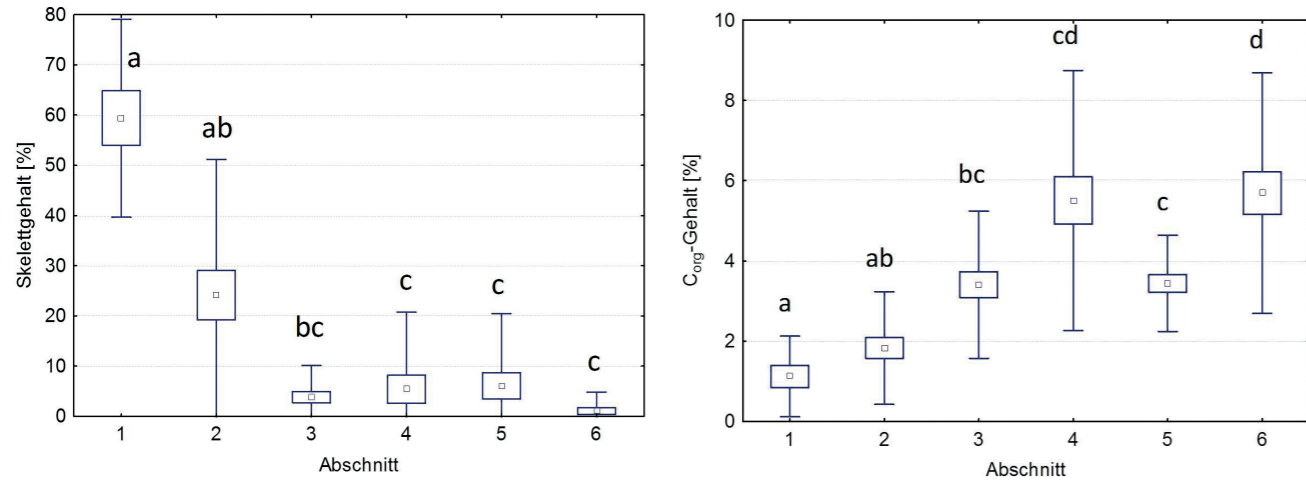 80
70
60
50
40
30
20
10
0
Skelettgehalt [%]
a
ab
bc
c
c
c
1 2 3 4 5 6
Abschnitt
10
8
6
4
2
0
Corg-Gehalt [%]
a
ab
bc
cd
c
d
1 2 3 4 5 6
Abschnitt